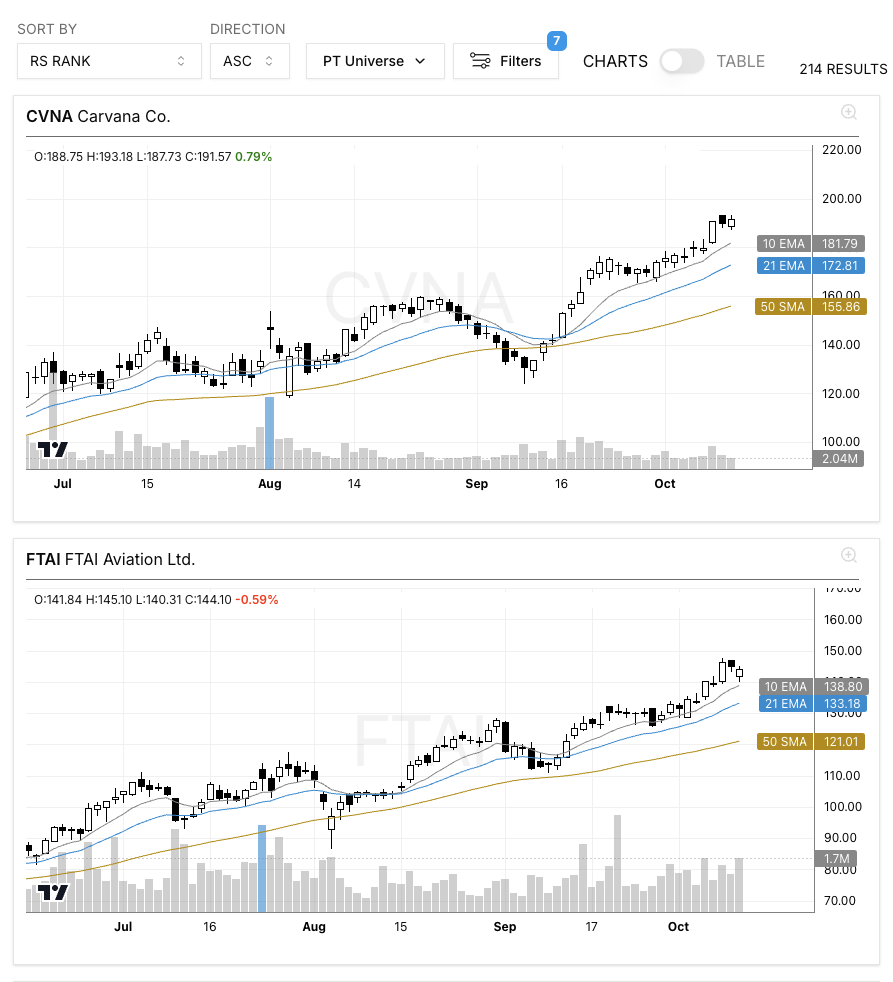 SORT BY DIRECTION
RS RANK ASC PT Universe Filters 7 CHARTS TABLE 214 RESULTS
CVNA Carvana Co.
O:188.75 H:193.18 L:187.73 C:191.57 0.79%
CVNA
220.00
200.00
10 EMA 181.79
21 EMA 172.81
160.00
50 SMA 155.86
140.00
120.00
100.00
2.04M
Jul 15 Aug 14 Sep 16 Oct
FTAI FTAI Aviation Ltd.
O:141.84 H:145.10 L:140.31 C:144.10 -0.59%
FTAI
170.00
160.00
150.00
10 EMA 138.80
21 EMA 133.18
130.00
50 SMA 121.01
110.00
100.00
90.00
1.7M
80.00
70.00
Jul 16 Aug 15 Sep 17 Oct